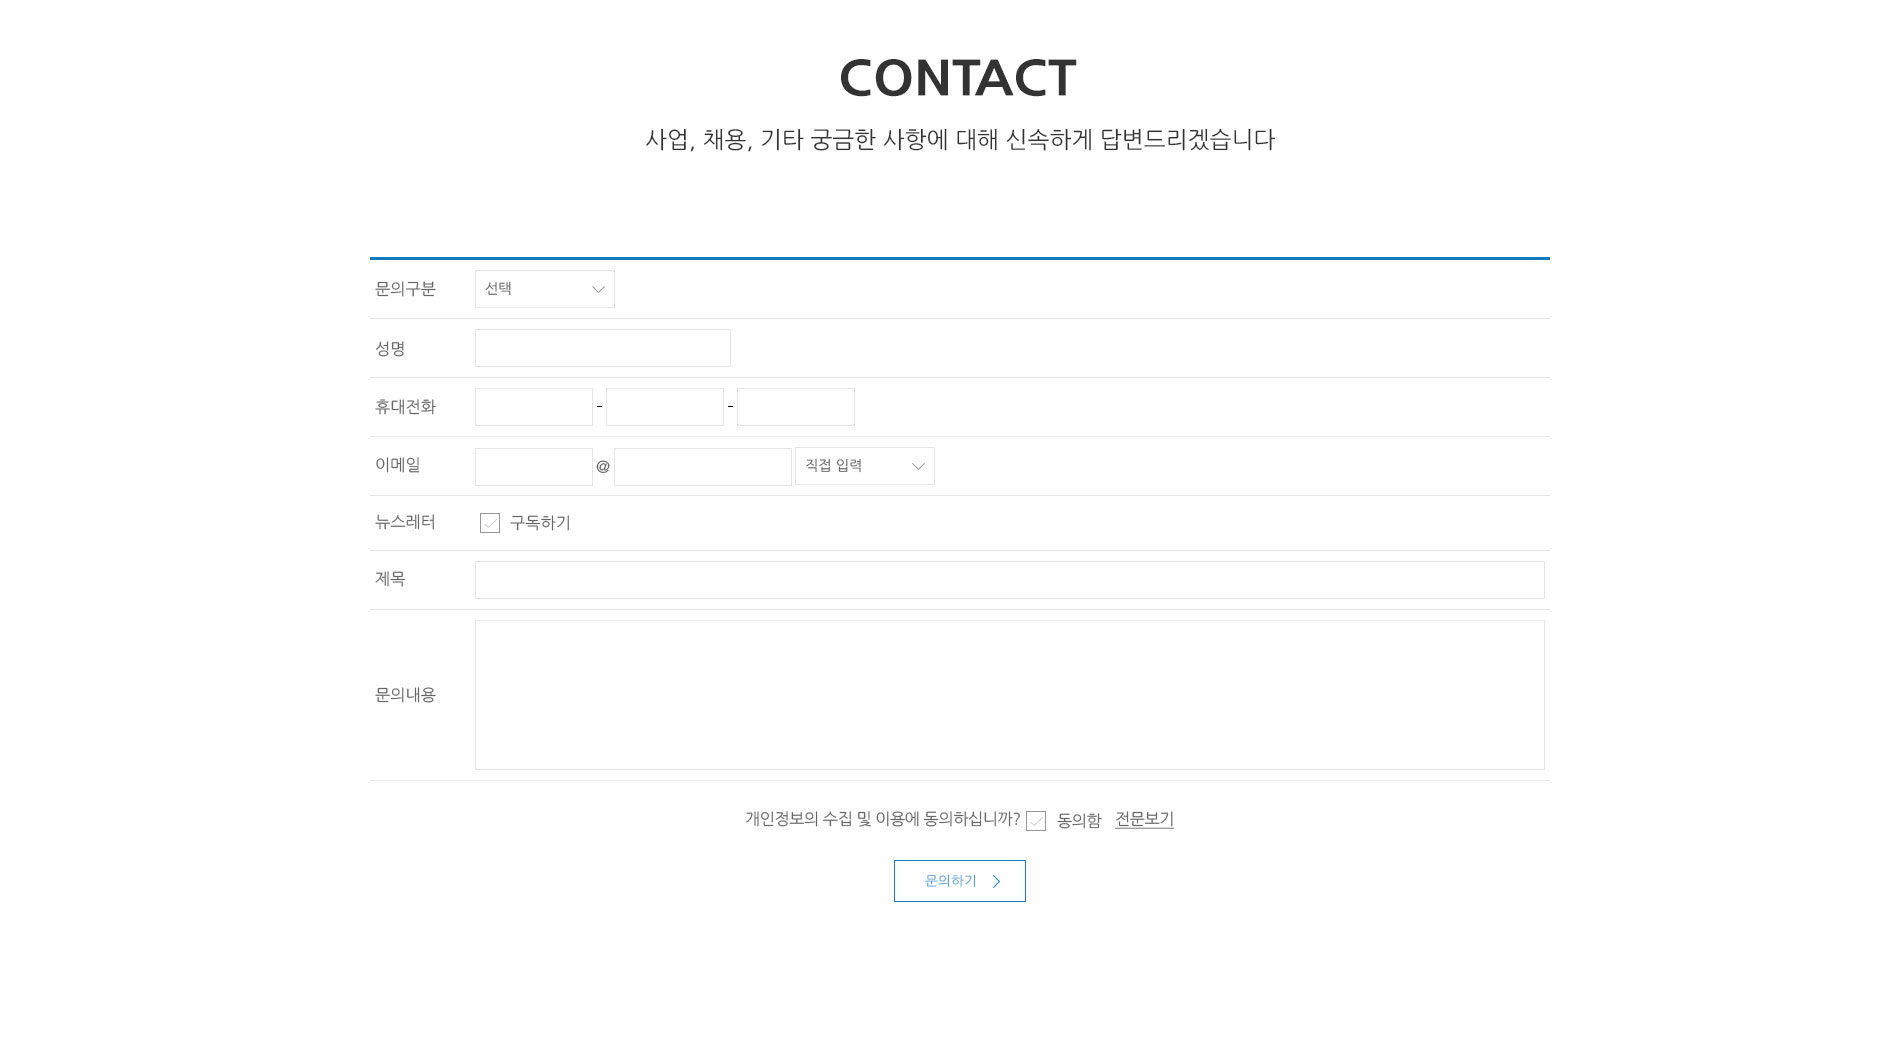 CONTACT
사업, 채용, 기타 궁금한 사항에 대해 신속하게 답변드리겠습니다
문의구분 선택
성명
휴대전화 - -
이메일 @ 직접 입력
뉴스레터 구독하기
제목
문의내용
개인정보의 수집 및 이용에 동의하십니까? 동의함 전문보기
문의하기